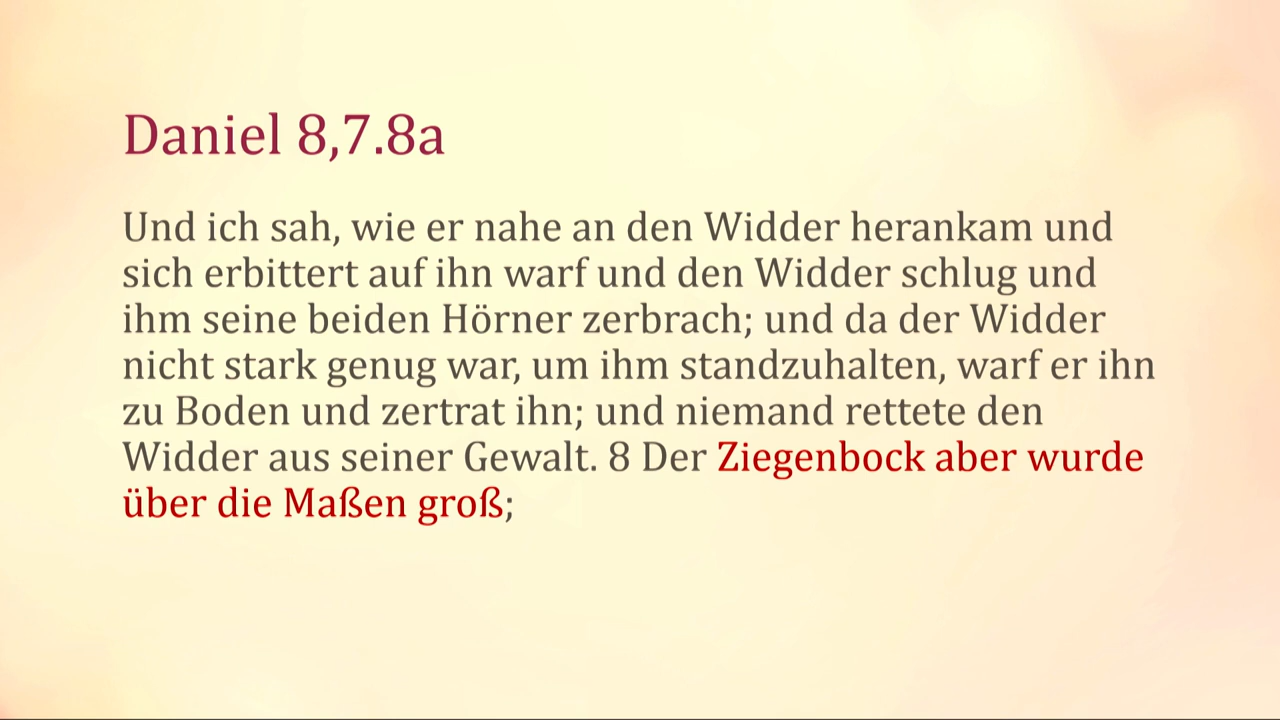 Daniel 8,7.8a
Und ich sah, wie er nahe an den Widder herankam und
sich erbittert auf ihn warf und den Widder schlug und
ihm seine beiden Hörner zerbrach; und da der Widder
nicht stark genug war, um ihm standzuhalten, warf er ihn
zu Boden und zertrat ihn; und niemand rettete den
Widder aus seiner Gewalt. 8 Der Ziegenbock aber wurde
über die Maßen groß;